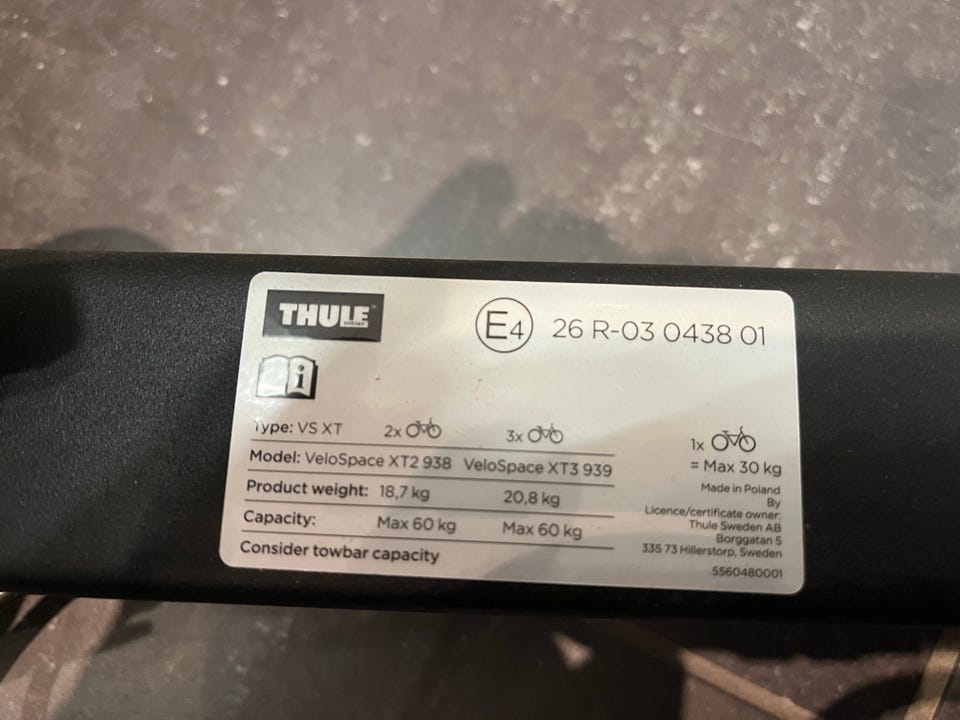 THULE
Sweden
E4 26 R-03 0438 01
i
Type: VS XT 2x 3x
Model: VeloSpace XT2 938 VeloSpace XT3 939
Product weight: 18,7 kg 20,8 kg
Capacity: Max 60 kg Max 60 kg
Consider towbar capacity
1x
= Max 30 kg
Made in Poland
By
Licence/certificate owner:
Thule Sweden AB
Borggatan 5
335 73 Hillerstorp, Sweden
5560480001